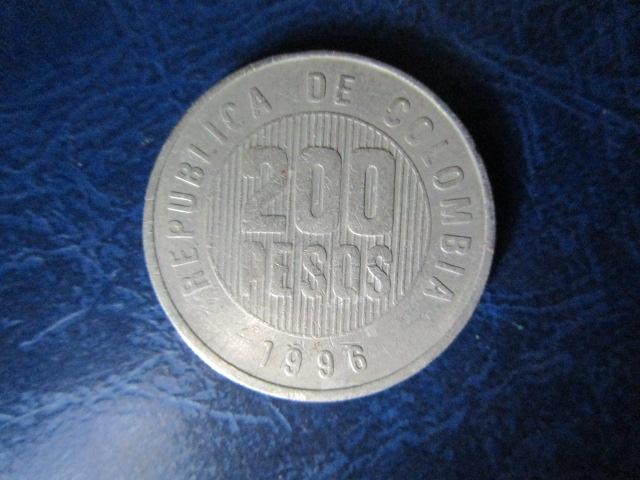 REPUBLICA DE COLOMBIA
200
PESOS
1996